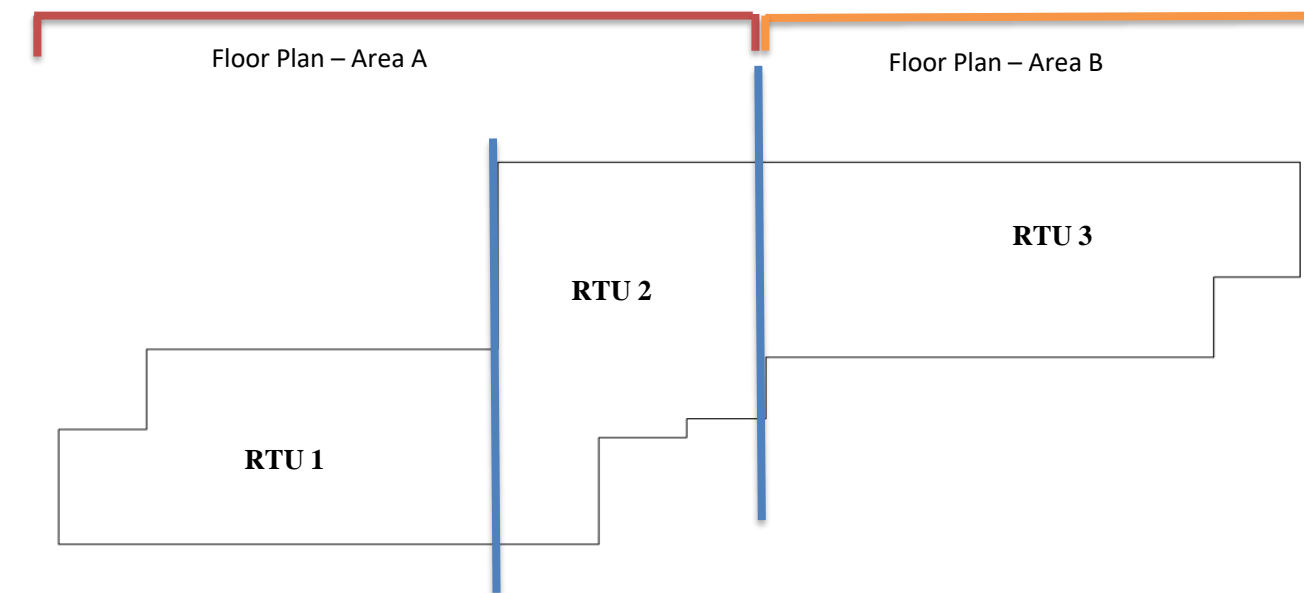 Floor Plan – Area A
Floor Plan – Area B
RTU 3
RTU 2
RTU 1